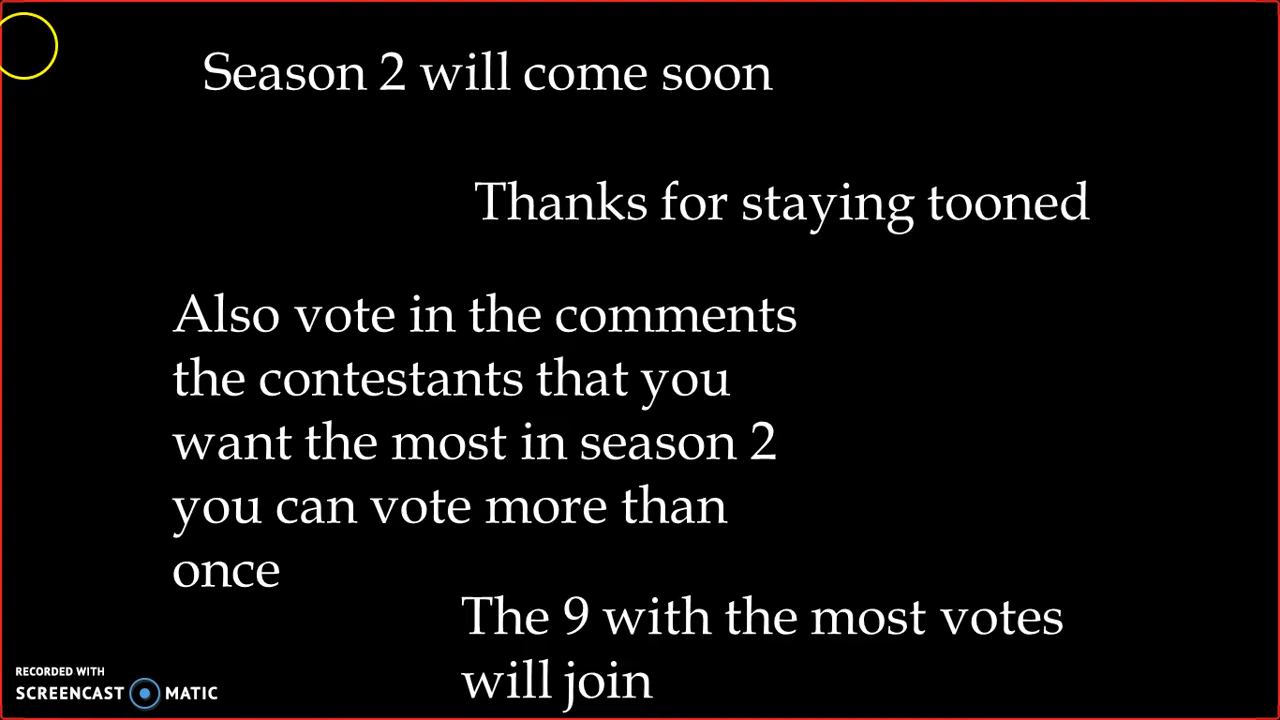 Season 2 will come soon
Thanks for staying tooned
Also vote in the comments
the contestants that you
want the most in season 2
you can vote more than
once
The 9 with the most votes
will join
RECORDED WITH
SCREENCAST MATIC